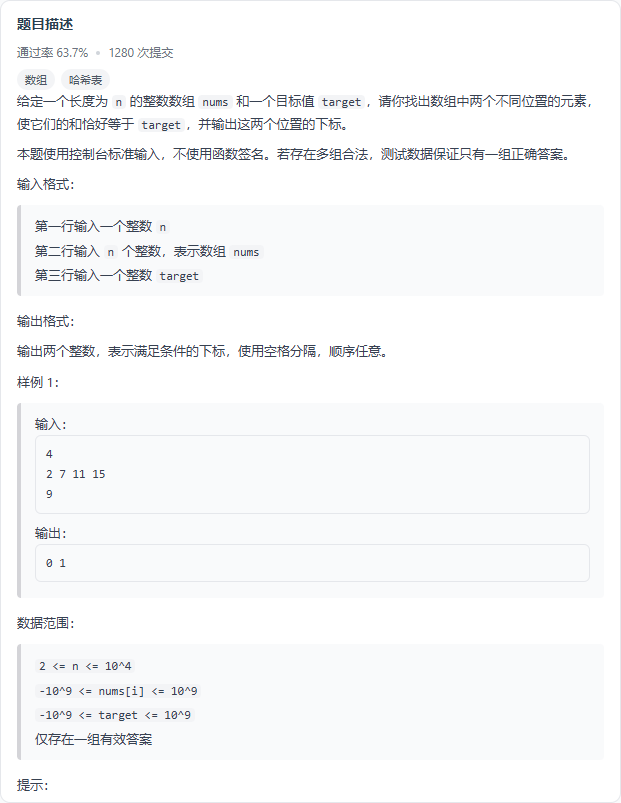 题目描述
通过率 63.7% • 1280 次提交
数组 哈希表
给定一个长度为 n 的整数数组 nums 和一个目标值 target，请你找出数组中两个不同位置的元素，
使它们的和恰好等于 target，并输出这两个位置的下标。
本题使用控制台标准输入，不使用函数签名。若存在多组合法，测试数据保证只有一组正确答案。
输入格式：
第一行输入一个整数 n
第二行输入 n 个整数，表示数组 nums
第三行输入一个整数 target
输出格式：
输出两个整数，表示满足条件的下标，使用空格分隔，顺序任意。
样例 1：
输入：
4
2 7 11 15
9
输出：
0 1
数据范围：
2 <= n <= 10^4
-10^9 <= nums[i] <= 10^9
-10^9 <= target <= 10^9
仅存在一组有效答案
提示：